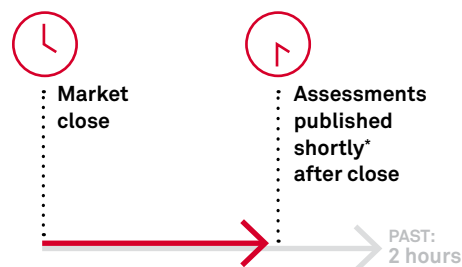 Market
close
Assessments
published
shortly*
after close
PAST:
2 hours